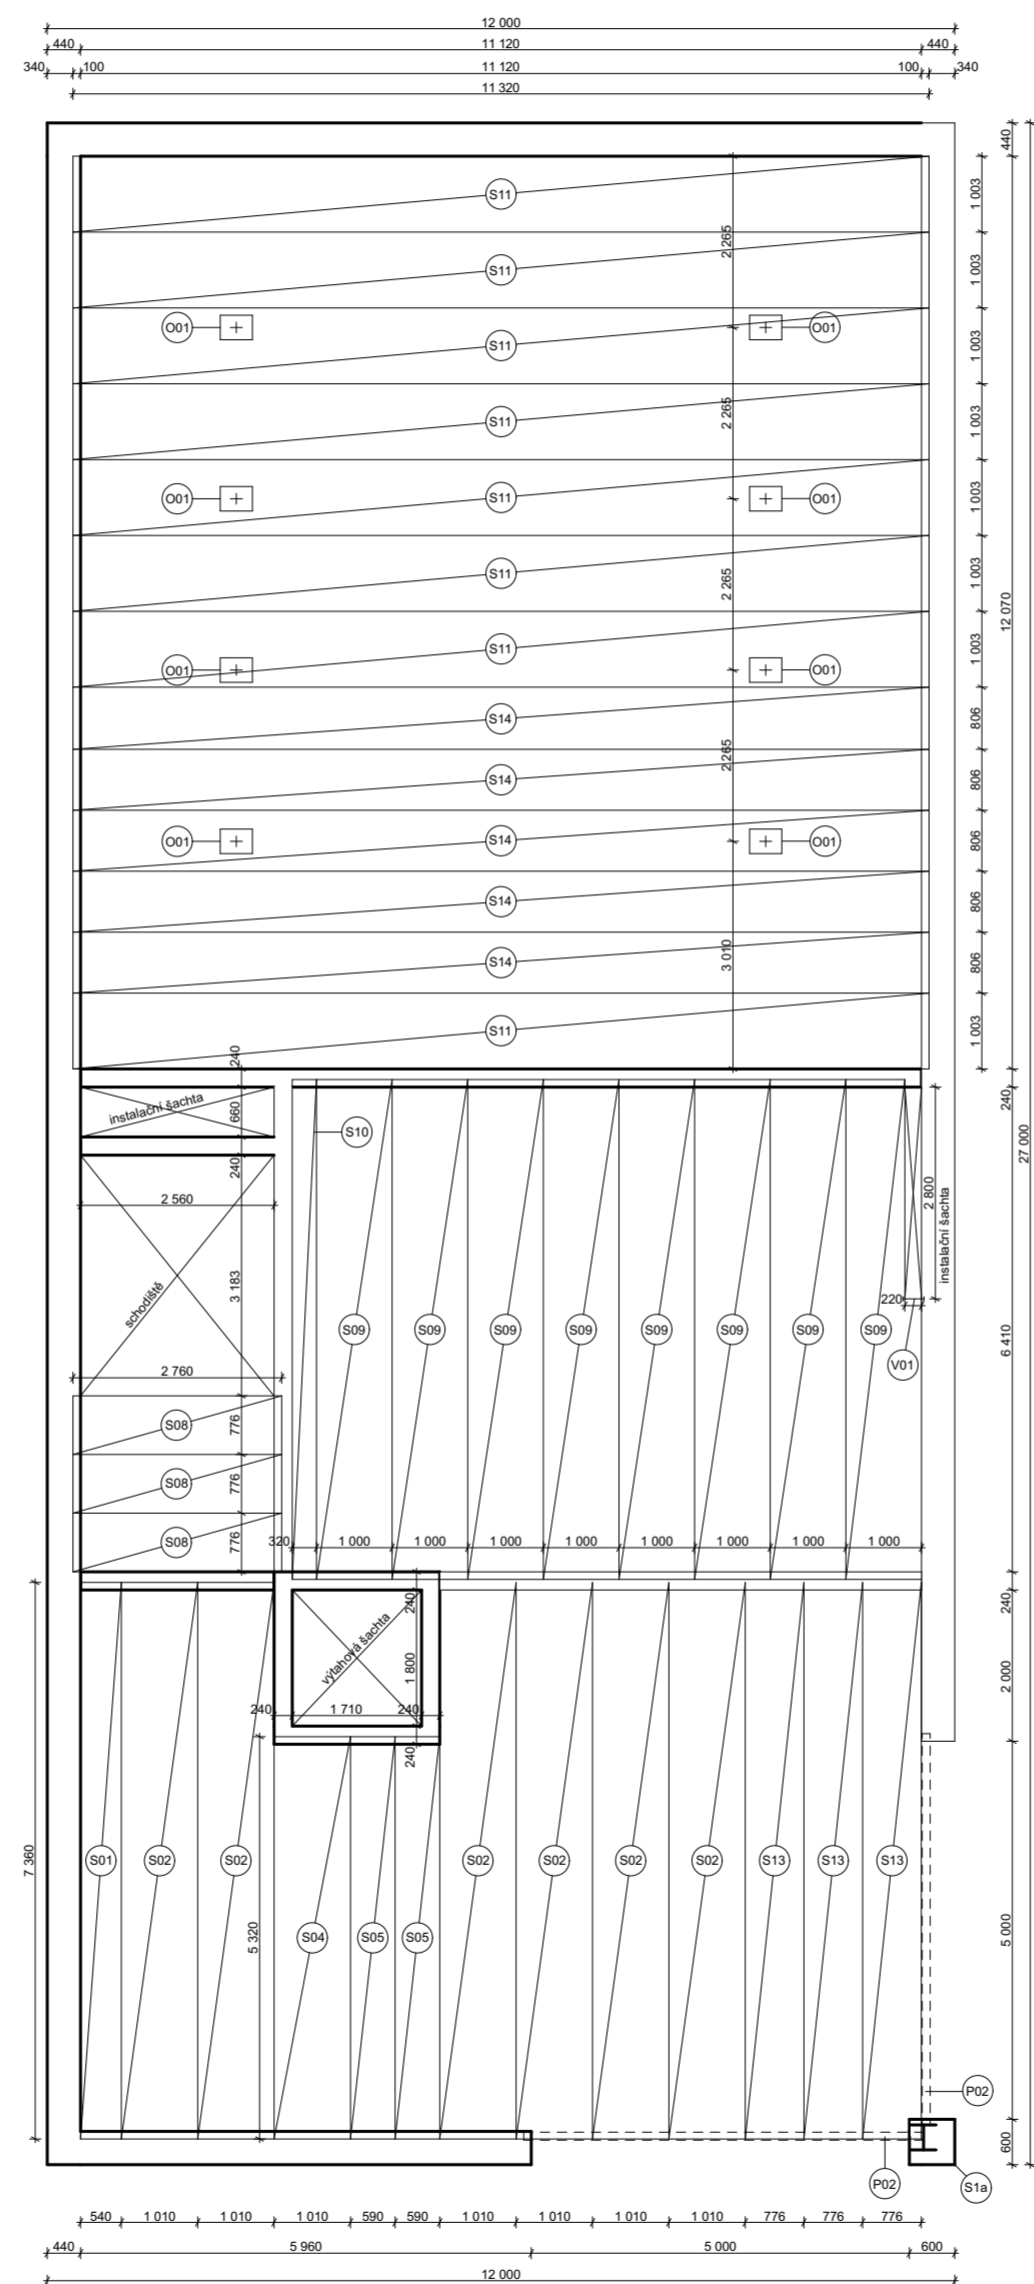 12 000
440 11 120 440
340 100 11 120 100 340
11 320
440
S11 1 003
2 265
S11 1 003
O01 O01
S11 1 003
S11 2 265 1 003
O01 S11 O01 1 003
S11 2 265 1 003
12 070
S11 1 003
O01 O01
S14 806
S14 2 265 806
O01 S14 O01 806
S14 806
S14 3 010 806
S11 1 003
240
instalační šachta 660 240
S10
27 000
240
2 560 2 800 instalační šachta
schodiště 3 183
220
S09 S09 S09 S09 S09 S09 S09 S09
6 410
V01
2 760
S08 776
S08 776
S08 776
320 1 000 1 000 1 000 1 000 1 000 1 000 1 000 1 000
240 240
výtahová šachta 1 800 2 000
240 1 710 240
240
7 360 S01 S02 S02 S02 S02 S02 S02 S13 S13 S13
5 320 S04 S05 S05 5 000
P02
600
P02 S1a
540 1 010 1 010 1 010 590 590 1 010 1 010 1 010 1 010 776 776 776
440 5 960 5 000 600
12 000